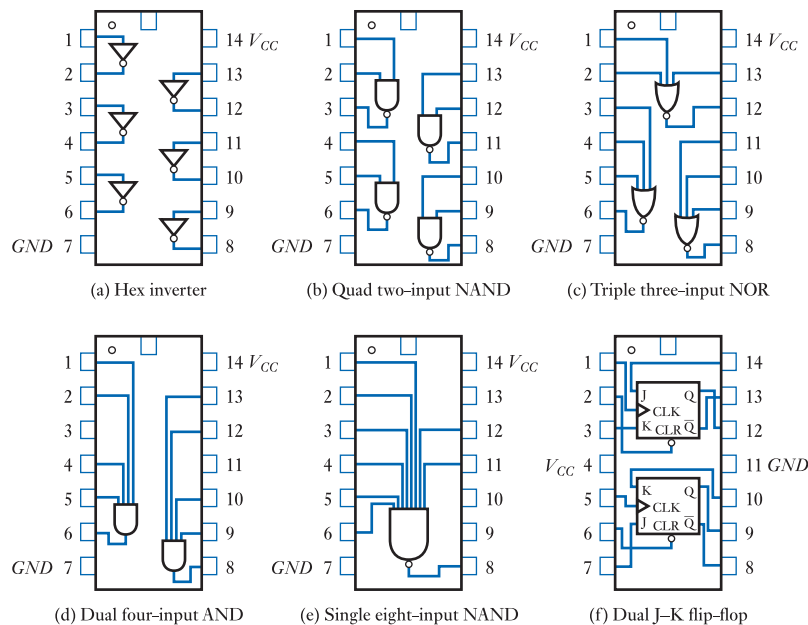 1 14 V_CC
2 13
3 12
4 11
5 10
6 9
GND 7 8
(a) Hex inverter
1 14 V_CC
2 13
3 12
4 11
5 10
6 9
GND 7 8
(b) Quad two-input NAND
1 14 V_CC
2 13
3 12
4 11
5 10
6 9
GND 7 8
(c) Triple three-input NOR
1 14 V_CC
2 13
3 12
4 11
5 10
6 9
GND 7 8
(d) Dual four-input AND
1 14 V_CC
2 13
3 12
4 11
5 10
6 9
GND 7 8
(e) Single eight-input NAND
1 14
2 J Q 13
CLK
3 K CLR Q̅ 12
V_CC 4 11 GND
5 K Q 10
CLK
6 J CLR Q̅ 9
7 8
(f) Dual J–K flip-flop